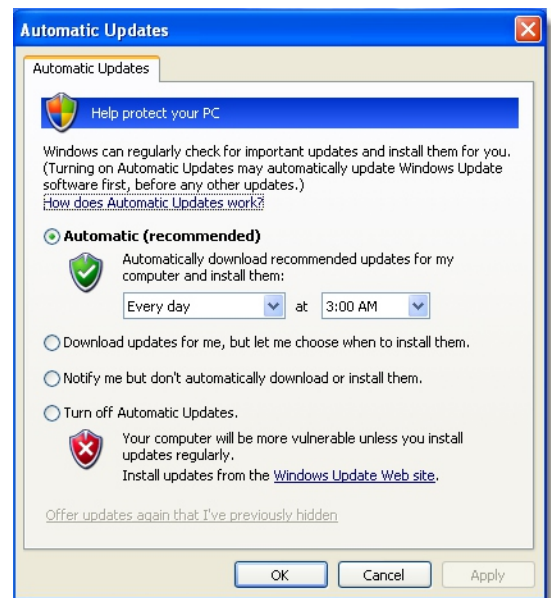 Automatic Updates
Automatic Updates
Help protect your PC
Windows can regularly check for important updates and install them for you.
(Turning on Automatic Updates may automatically update Windows Update
software first, before any other updates.)
How does Automatic Updates work?
Automatic (recommended)
Automatically download recommended updates for my
computer and install them:
Every day at 3:00 AM
Download updates for me, but let me choose when to install them.
Notify me but don't automatically download or install them.
Turn off Automatic Updates.
Your computer will be more vulnerable unless you install
updates regularly.
Install updates from the Windows Update Web site.
Offer updates again that I've previously hidden
OK Cancel Apply